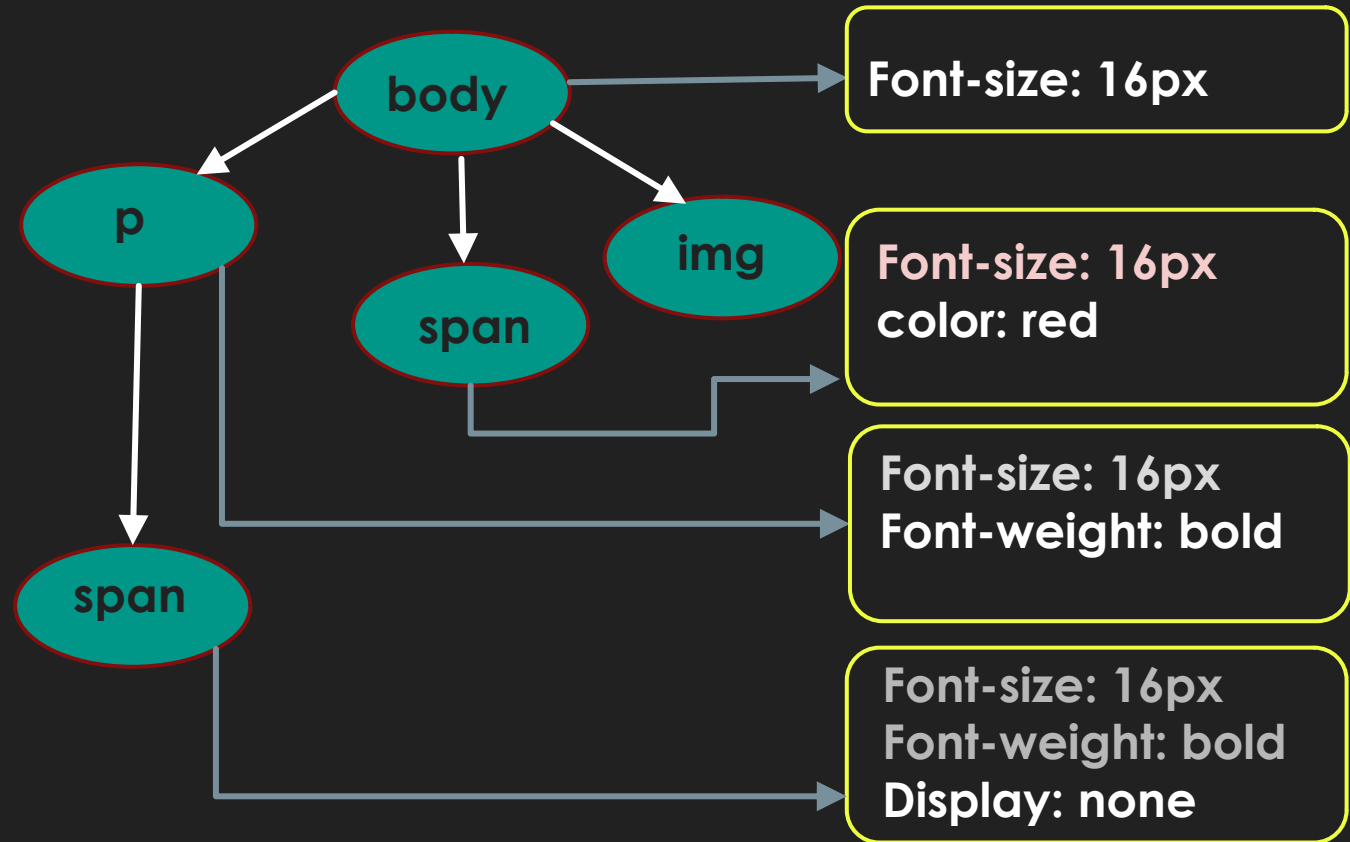 body
Font-size: 16px
p
span
img
Font-size: 16px
color: red
Font-size: 16px
Font-weight: bold
span
Font-size: 16px
Font-weight: bold
Display: none